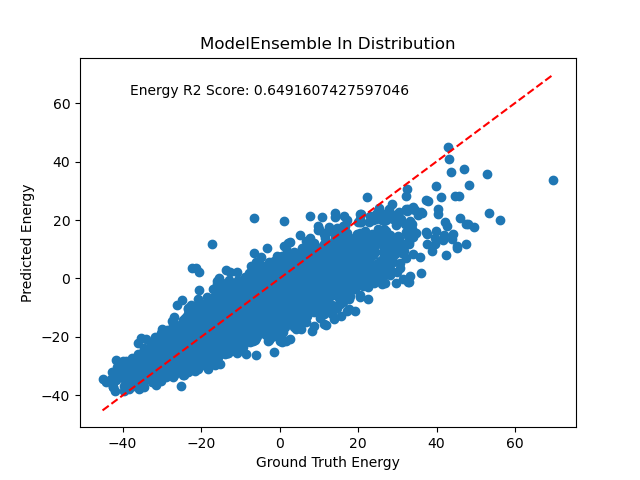 ModelEnsemble In Distribution
Energy R2 Score: 0.6491607427597046
60
40
20
0
−20
−40
Predicted Energy
−40 −20 0 20 40 60
Ground Truth Energy